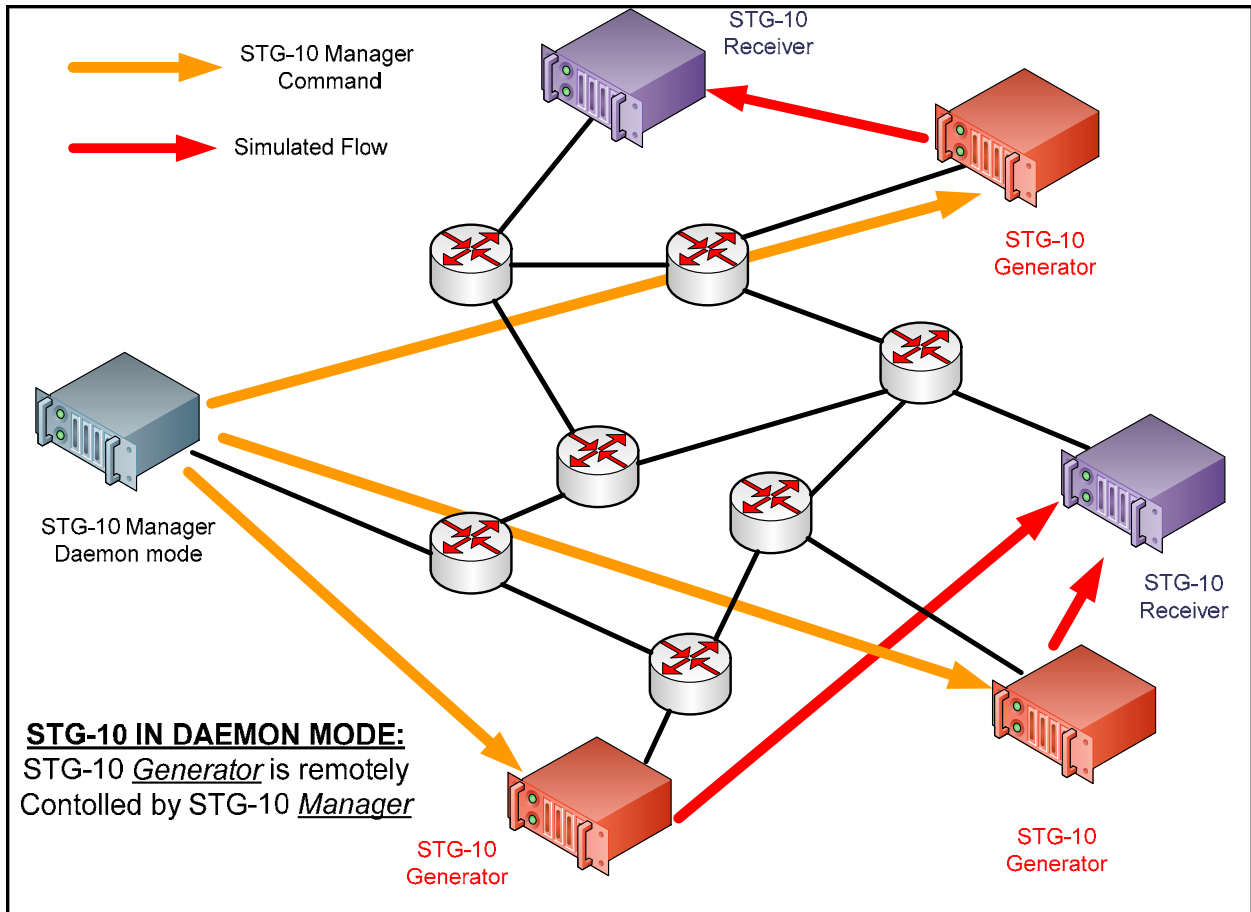 STG-10 Manager
Command
Simulated Flow
STG-10
Receiver
STG-10
Generator
STG-10 Manager
Daemon mode
STG-10
Receiver
STG-10 IN DAEMON MODE:
STG-10 Generator is remotely
Contolled by STG-10 Manager
STG-10
Generator
STG-10
Generator